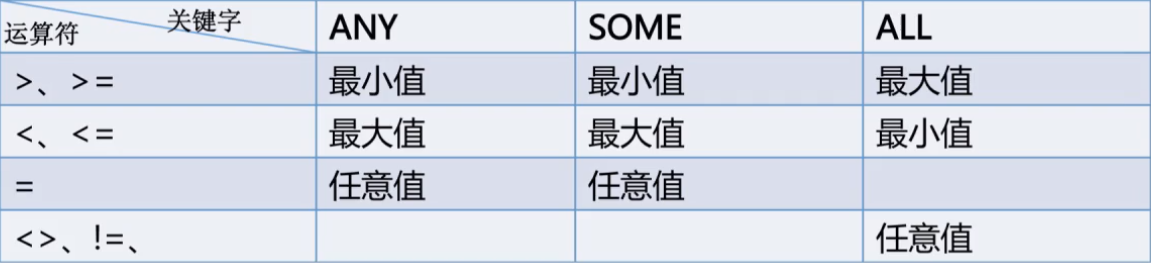 关键字
运算符
ANY SOME ALL
>、>= 最小值 最小值 最大值
<、<= 最大值 最大值 最小值
= 任意值 任意值
<>、!=、 任意值